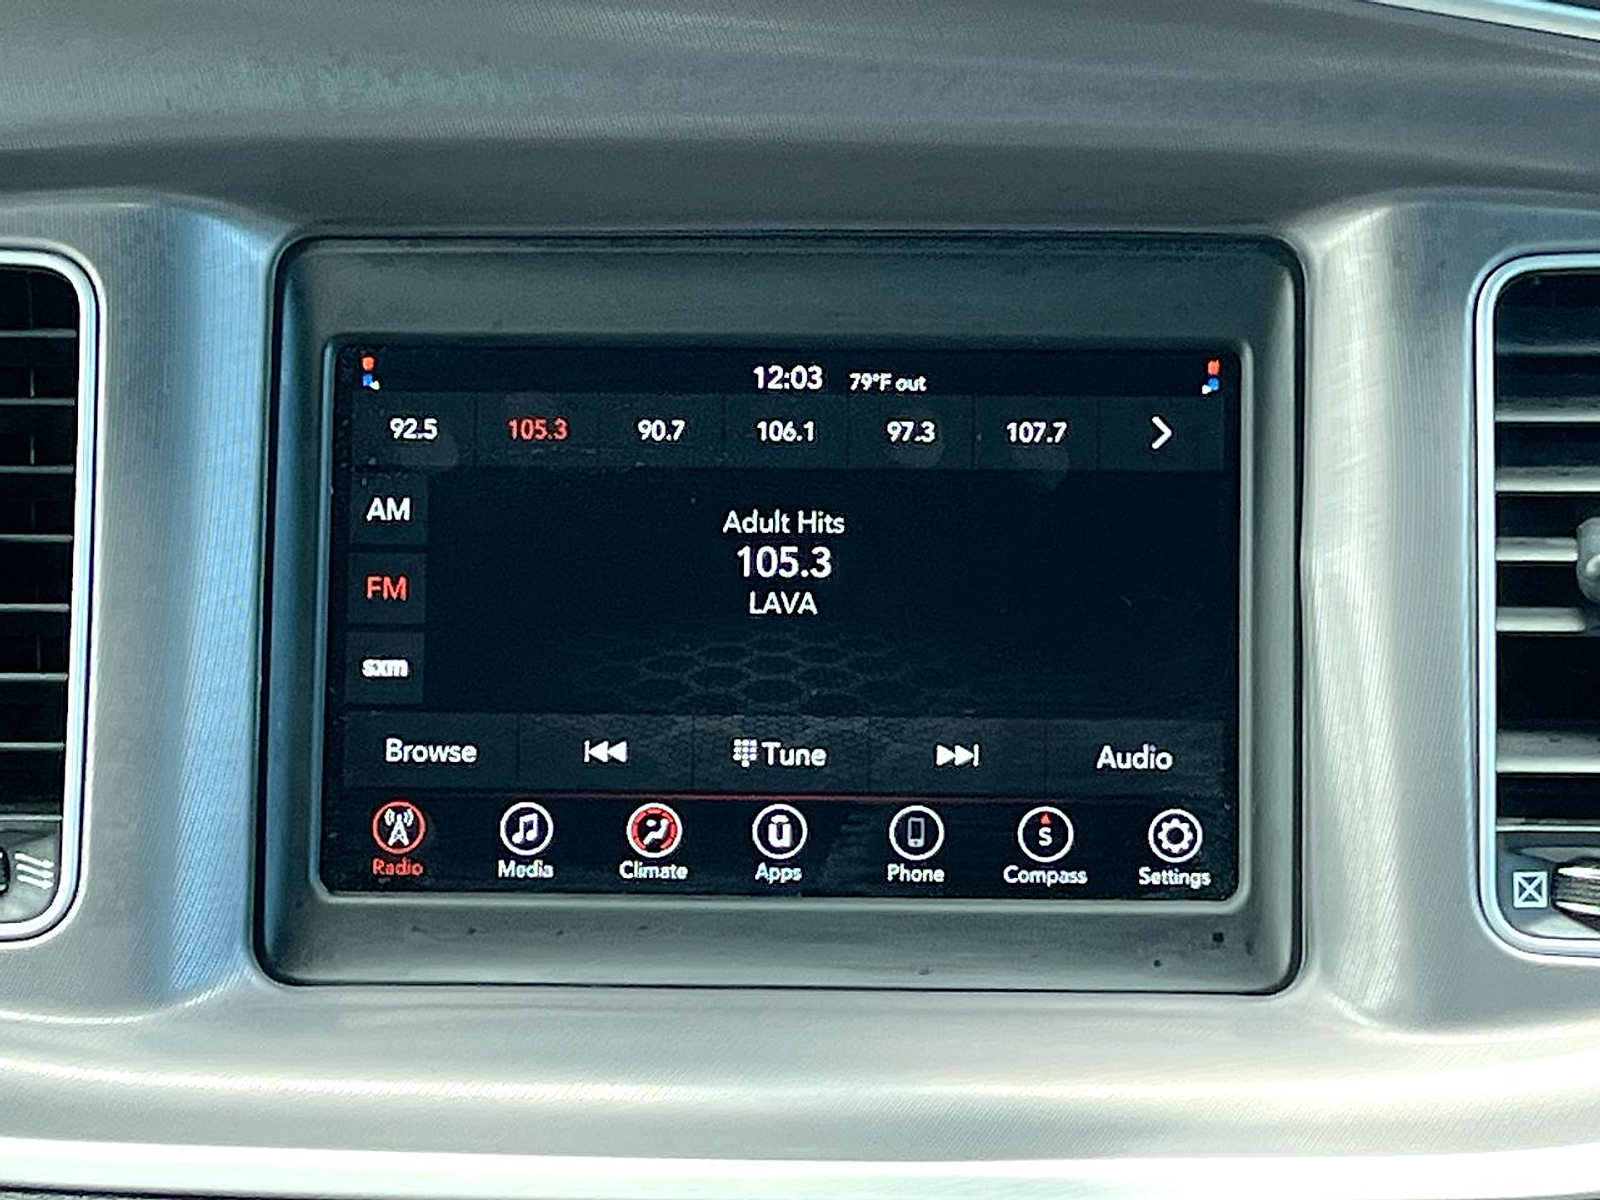 12:03 79°F out
92.5 105.3 90.7 106.1 97.3 107.7
AM
Adult Hits
105.3
FM
LAVA
sxm
Browse Tune Audio
Radio Media Climate Apps Phone S Compass Settings